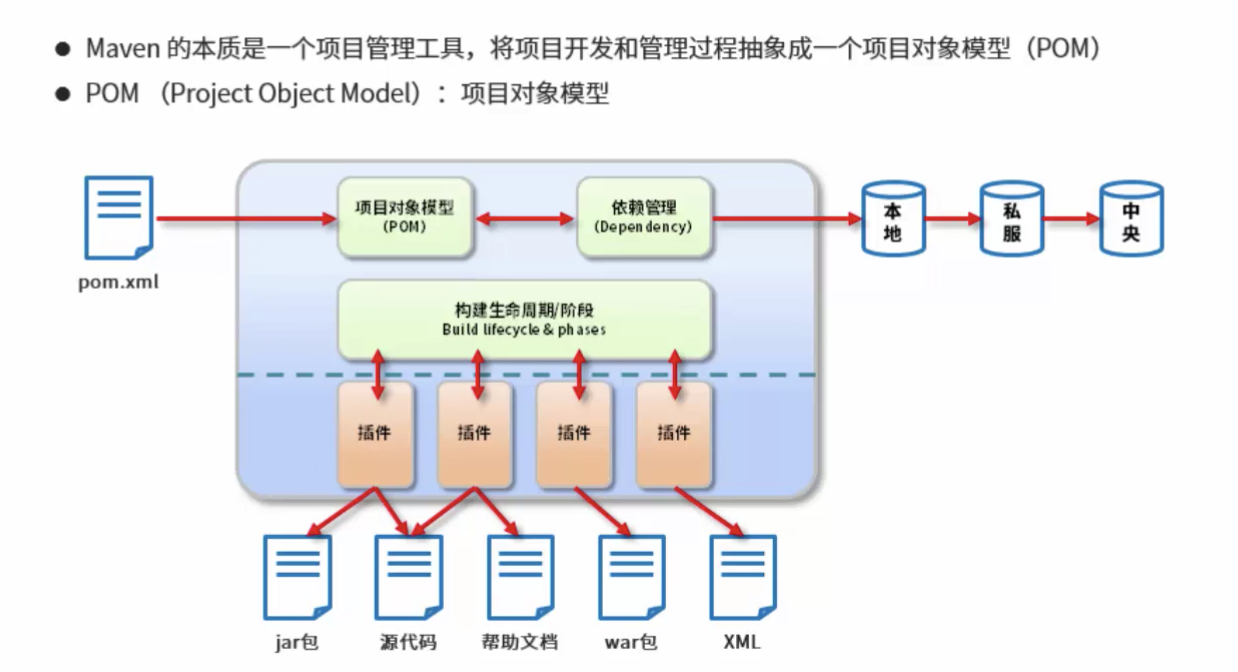 Maven 的本质是一个项目管理工具，将项目开发和管理过程抽象成一个项目对象模型（POM）
POM （Project Object Model）：项目对象模型
pom.xml
项目对象模型
（POM）
依赖管理
（Dependency）
本
地
私
服
中
央
构建生命周期/阶段
Build lifecycle & phases
插件
插件
插件
插件
jar包
源代码
帮助文档
war包
XML